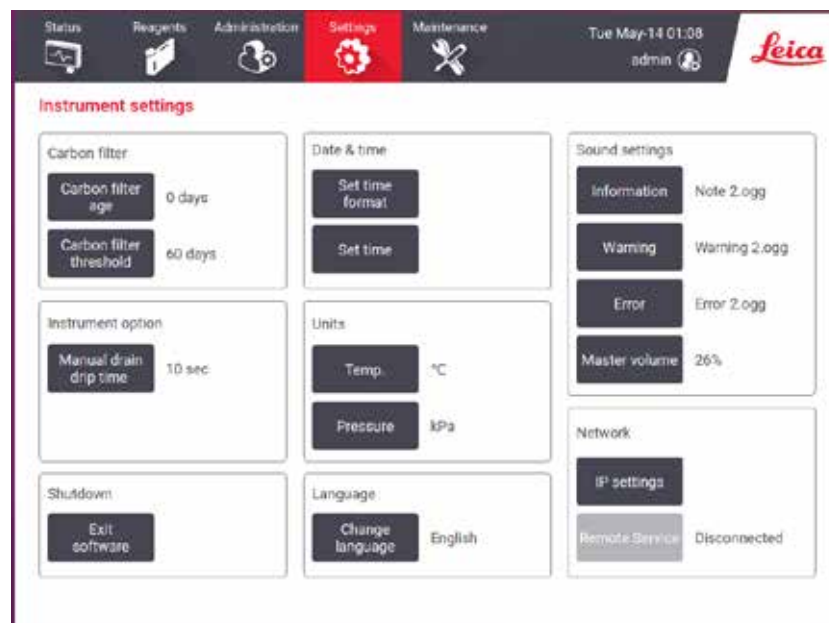 Status Reagents Administration Settings Maintenance
Tue May-14 01:08
admin
Leica
Instrument settings
Carbon filter
Carbon filter
age
0 days
Carbon filter
threshold
60 days
Instrument option
Manual drain
drip time
10 sec
Shutdown
Exit
software
Date & time
Set time
format
Set time
Units
Temp.
°C
Pressure
kPa
Language
Change
language
English
Sound settings
Information
Note 2.ogg
Warning
Warning 2.ogg
Error
Error 2.ogg
Master volume
26%
Network
IP settings
Remote Service
Disconnected